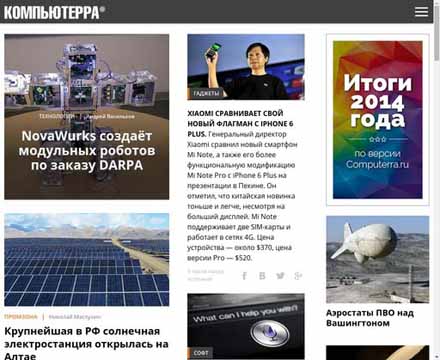 КОМПЬЮТЕРРА®
ТЕХНОЛОГИИ | Андрей Васильков
NovaWurks создаёт
модульных роботов
по заказу DARPA
ПРОМЗОНА | Николай Маслухин
Крупнейшая в РФ солнечная
электростанция открылась на
Алтае
ГАДЖЕТЫ
XIAOMI СРАВНИВАЕТ СВОЙ
НОВЫЙ ФЛАГМАН С IPHONE 6
PLUS. Генеральный директор
Xiaomi сравнил новый смартфон
Mi Note, а также его более
функциональную модификацию
Mi Note Pro с iPhone 6 Plus на
презентации в Пекине. Он
отметил, что китайская новинка
тоньше и легче, несмотря на
больший дисплей. Mi Note
поддерживает две SIM-карты и
работает в сетях 4G. Цена
устройства — около $370, цена
версии Pro — $520.
What can I help you with?
СОФТ
Итоги
2014
года
по версии
Computerra.ru
Аэростаты ПВО над
Вашингтоном